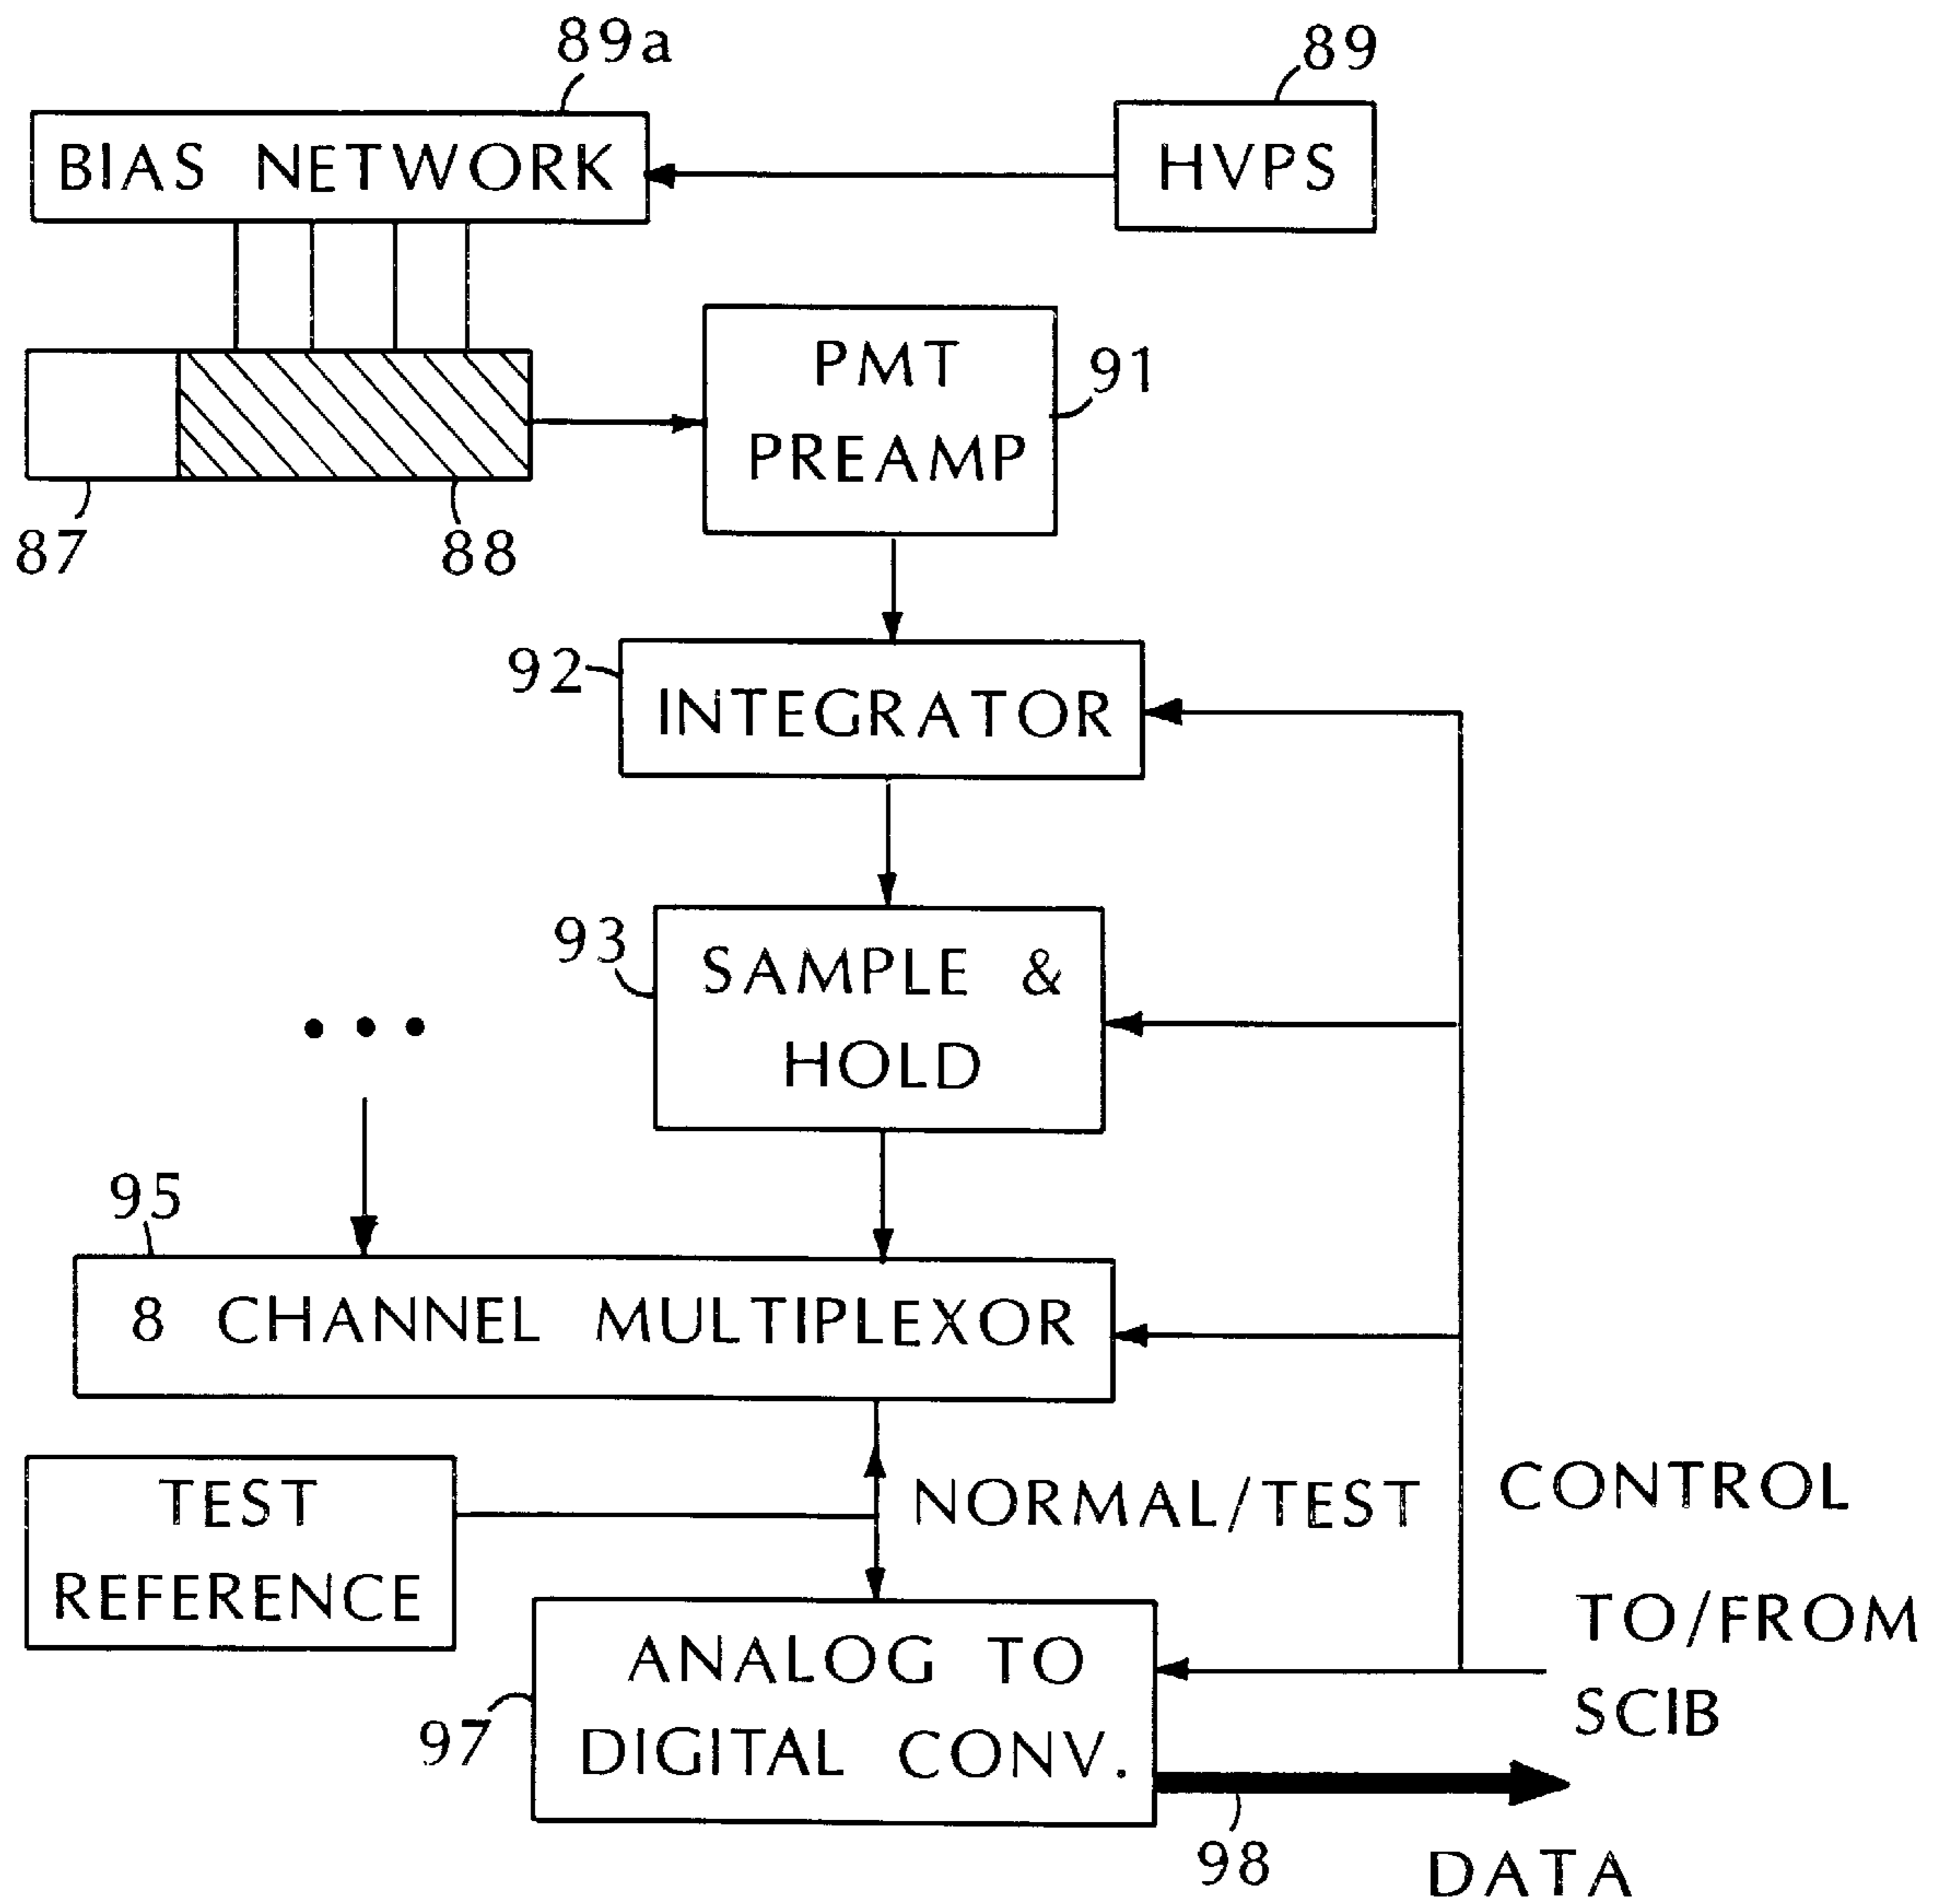 89a
89
BIAS NETWORK
HVPS
PMT
PREAMP
91
87
88
92
INTEGRATOR
93
SAMPLE &
HOLD
95
8 CHANNEL MULTIPLEXOR
TEST
REFERENCE
NORMAL/TEST
CONTROL
TO/FROM
SCIB
ANALOG TO
DIGITAL CONV.
97
98
DATA